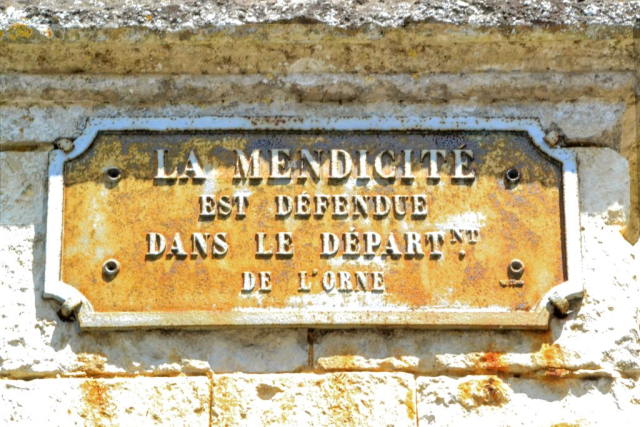 LA MENDICITÉ
EST DÉFENDUE
DANS LE DÉPART.NT
DE L'ORNE